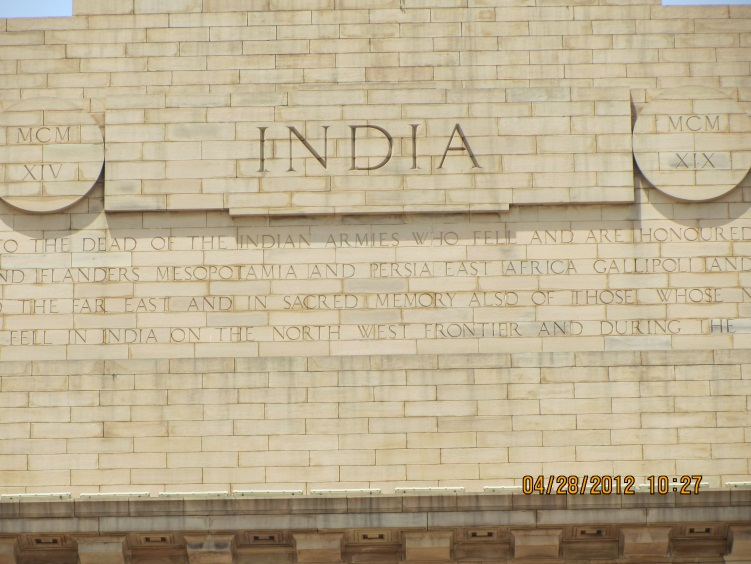 MCM
XIV
INDIA
MCM
XIX
TO THE DEAD OF THE INDIAN ARMIES WHO FELL AND ARE HONOURED
ND FLANDERS MESOPOTAMIA AND PERSIA EAST AFRICA GALLIPOLI AND
THE FAR EAST AND IN SACRED MEMORY ALSO OF THOSE WHOSE N
FELL IN INDIA ON THE NORTH WEST FRONTIER AND DURING THE
04/28/2012 10:27